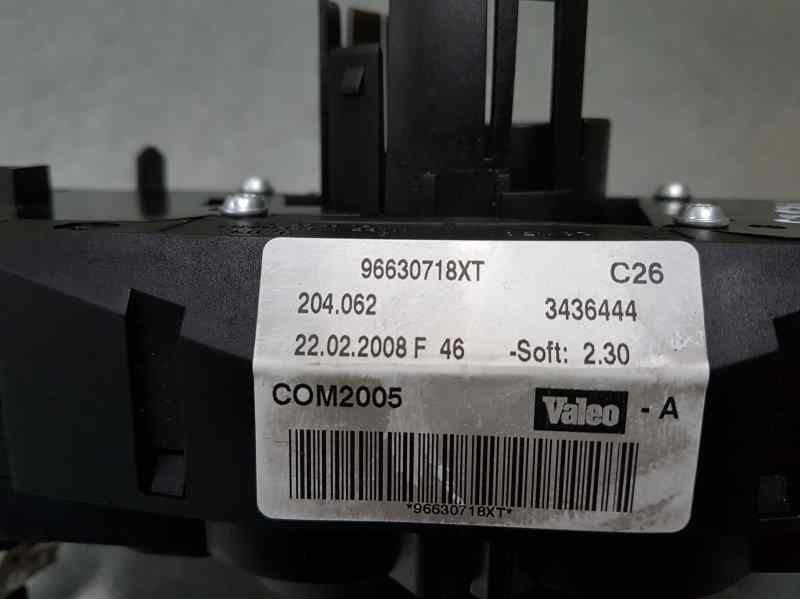 96630718XT C26
204.062 3436444
22.02.2008 F 46 -Soft: 2.30
COM2005 Valeo - A
*96630718XT*